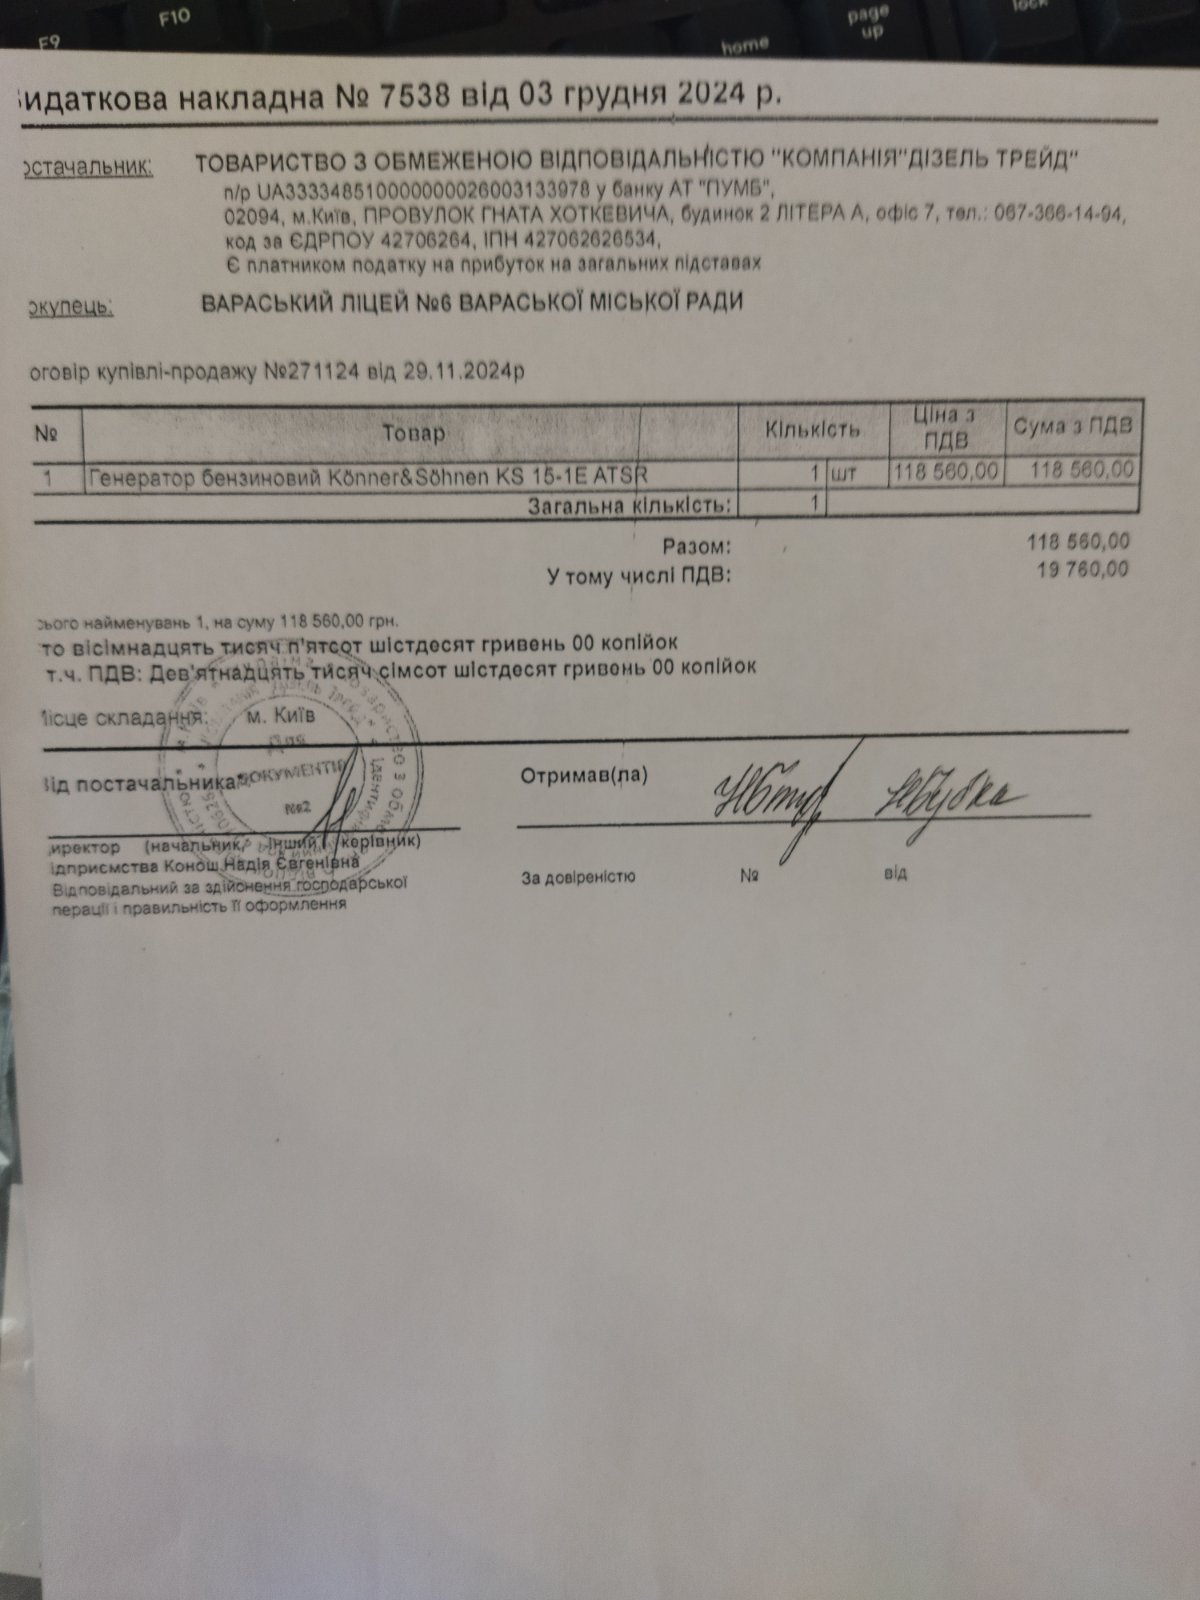 F9
F10
home
page
up
lock
идаткова накладна № 7538 від 03 грудня 2024 р.
остачальник: ТОВАРИСТВО З ОБМЕЖЕНОЮ ВІДПОВІДАЛЬНІСТЮ "КОМПАНІЯ"ДІЗЕЛЬ ТРЕЙД"
п/р UA333348510000000026003133978 у банку АТ "ПУМБ",
02094, м.Київ, ПРОВУЛОК ГНАТА ХОТКЕВИЧА, будинок 2 ЛІТЕРА А, офіс 7, тел.: 067-366-14-94,
код за ЄДРПОУ 42706264, ІПН 427062626534,
Є платником податку на прибуток на загальних підставах
окупець: ВАРАСЬКИЙ ЛІЦЕЙ №6 ВАРАСЬКОЇ МІСЬКОЇ РАДИ
оговір купівлі-продажу №271124 від 29.11.2024р
№ Товар Кількість Ціна з ПДВ Сума з ПДВ
1 Генератор бензиновий Könner&Söhnen KS 15-1E ATSR 1 шт 118 560,00 118 560,00
Загальна кількість: 1
Разом: 118 560,00
У тому числі ПДВ: 19 760,00
ього найменувань 1, на суму 118 560,00 грн.
то вісімнадцять тисяч п'ятсот шістдесят гривень 00 копійок
т.ч. ПДВ: Дев'ятнадцять тисяч сімсот шістдесят гривень 00 копійок
ісце складання: м. Київ
Для
ДОКУМЕНТІВ
№2
ід постачальника* Отримав(ла)
иректор (начальник, інший керівник)
ідприємства Конош Надія Євгенівна
Відповідальний за здійснення господарської
перації і правильність її оформлення
За довіреністю № від